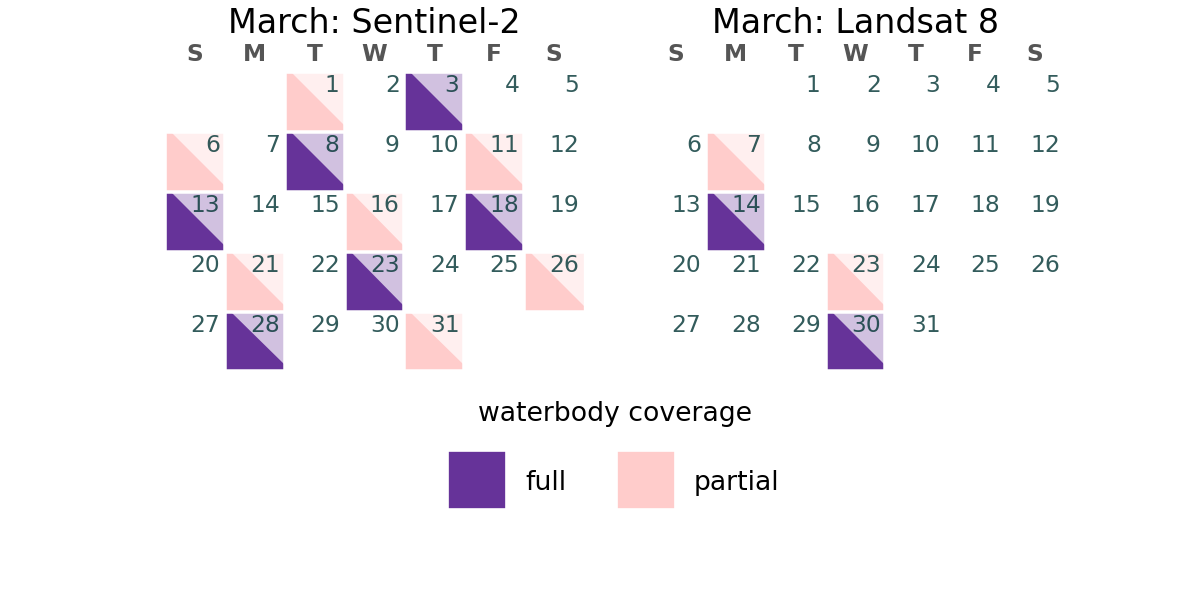 March: Sentinel-2
S M T W T F S
1 2 3 4 5
6 7 8 9 10 11 12
13 14 15 16 17 18 19
20 21 22 23 24 25 26
27 28 29 30 31
March: Landsat 8
S M T W T F S
1 2 3 4 5
6 7 8 9 10 11 12
13 14 15 16 17 18 19
20 21 22 23 24 25 26
27 28 29 30 31
waterbody coverage
full partial